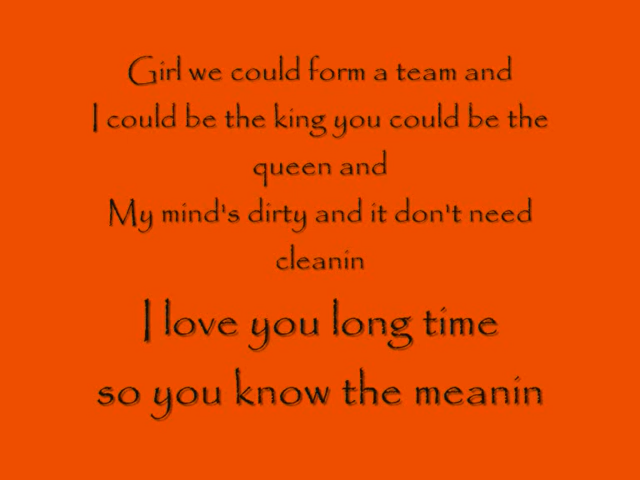 Girl we could form a team and
I could be the king you could be the
queen and
My mind's dirty and it don't need
cleanin
I love you long time
so you know the meanin